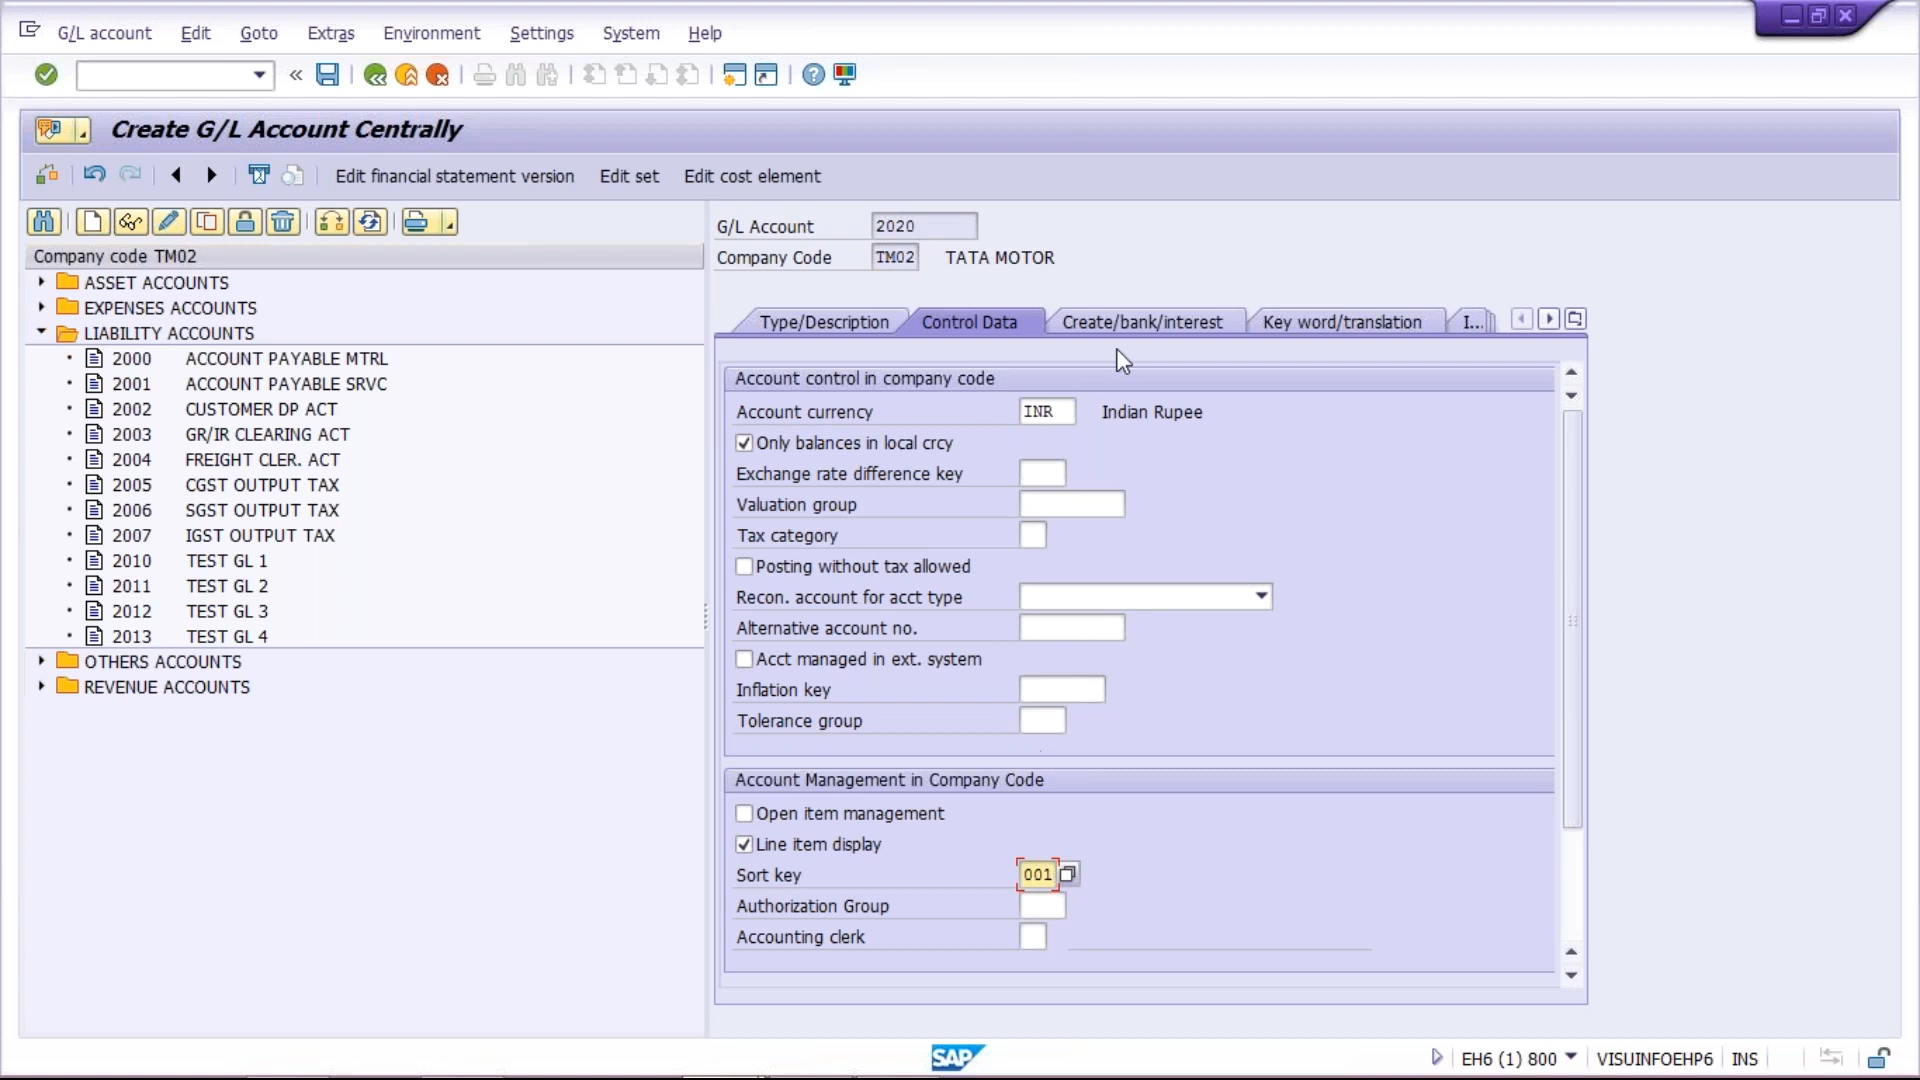 G/L account Edit Goto Extras Environment Settings System Help
Create G/L Account Centrally
Edit financial statement version Edit set Edit cost element
Company code TM02
ASSET ACCOUNTS
EXPENSES ACCOUNTS
LIABILITY ACCOUNTS
2000 ACCOUNT PAYABLE MTRL
2001 ACCOUNT PAYABLE SRVC
2002 CUSTOMER DP ACT
2003 GR/IR CLEARING ACT
2004 FREIGHT CLER. ACT
2005 CGST OUTPUT TAX
2006 SGST OUTPUT TAX
2007 IGST OUTPUT TAX
2010 TEST GL 1
2011 TEST GL 2
2012 TEST GL 3
2013 TEST GL 4
OTHERS ACCOUNTS
REVENUE ACCOUNTS
G/L Account 2020
Company Code TM02 TATA MOTOR
Type/Description Control Data Create/bank/interest Key word/translation I...
Account control in company code
Account currency INR Indian Rupee
Only balances in local crcy
Exchange rate difference key
Valuation group
Tax category
Posting without tax allowed
Recon. account for acct type
Alternative account no.
Acct managed in ext. system
Inflation key
Tolerance group
Account Management in Company Code
Open item management
Line item display
Sort key 001
Authorization Group
Accounting clerk
SAP
EH6 (1) 800 VISUINFOEHP6 INS